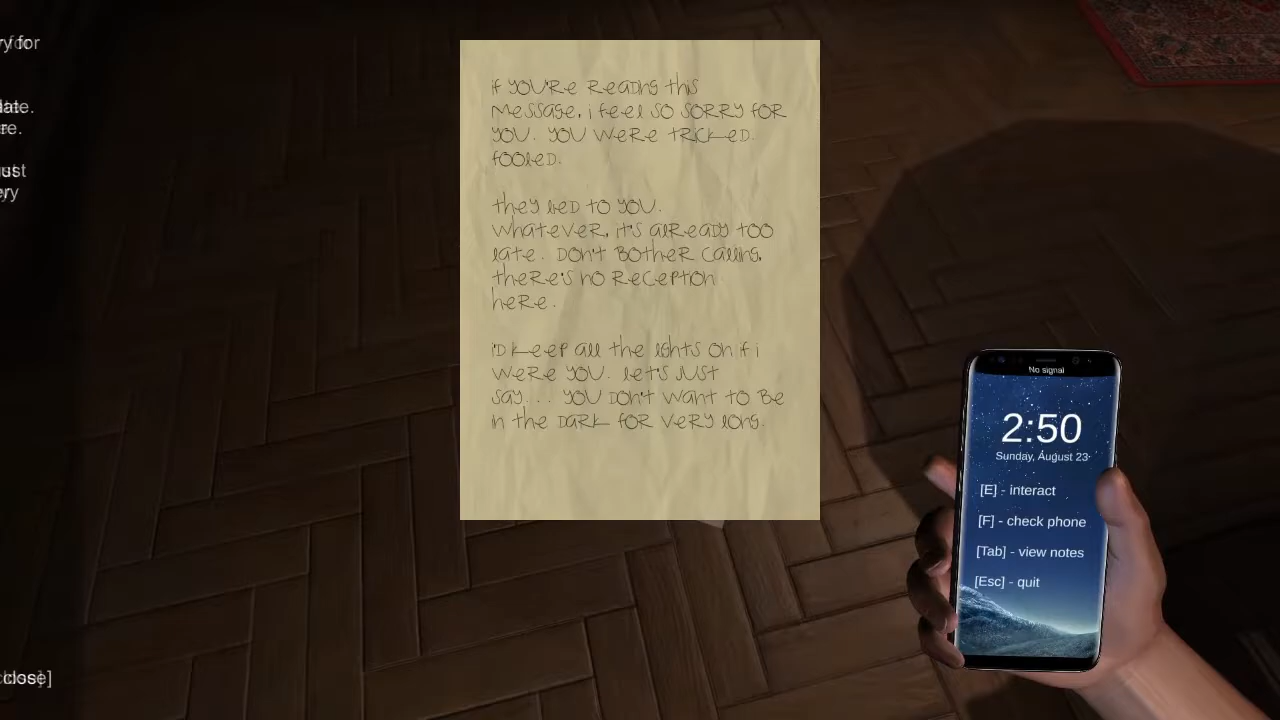 if YOU'Re ReaDing this
Message, i feel SO SORRY FOR
YOU. YOU WeRe tRickeD.
fOOleD.
they lieD tO YOU.
whateveR, it's alReaDy tOO
late. DOn't BOtheR Calling,
theRe's nO ReCePtiOn
heRe.
i'D keeP all the lights On if i
weRe YOU. let's just
say... YOU DOn't want tO Be
in the DaRk fOR veRy lOng.
No signal
2:50
Sunday, August 23
[E] - interact
[F] - check phone
[Tab] - view notes
[Esc] - quit